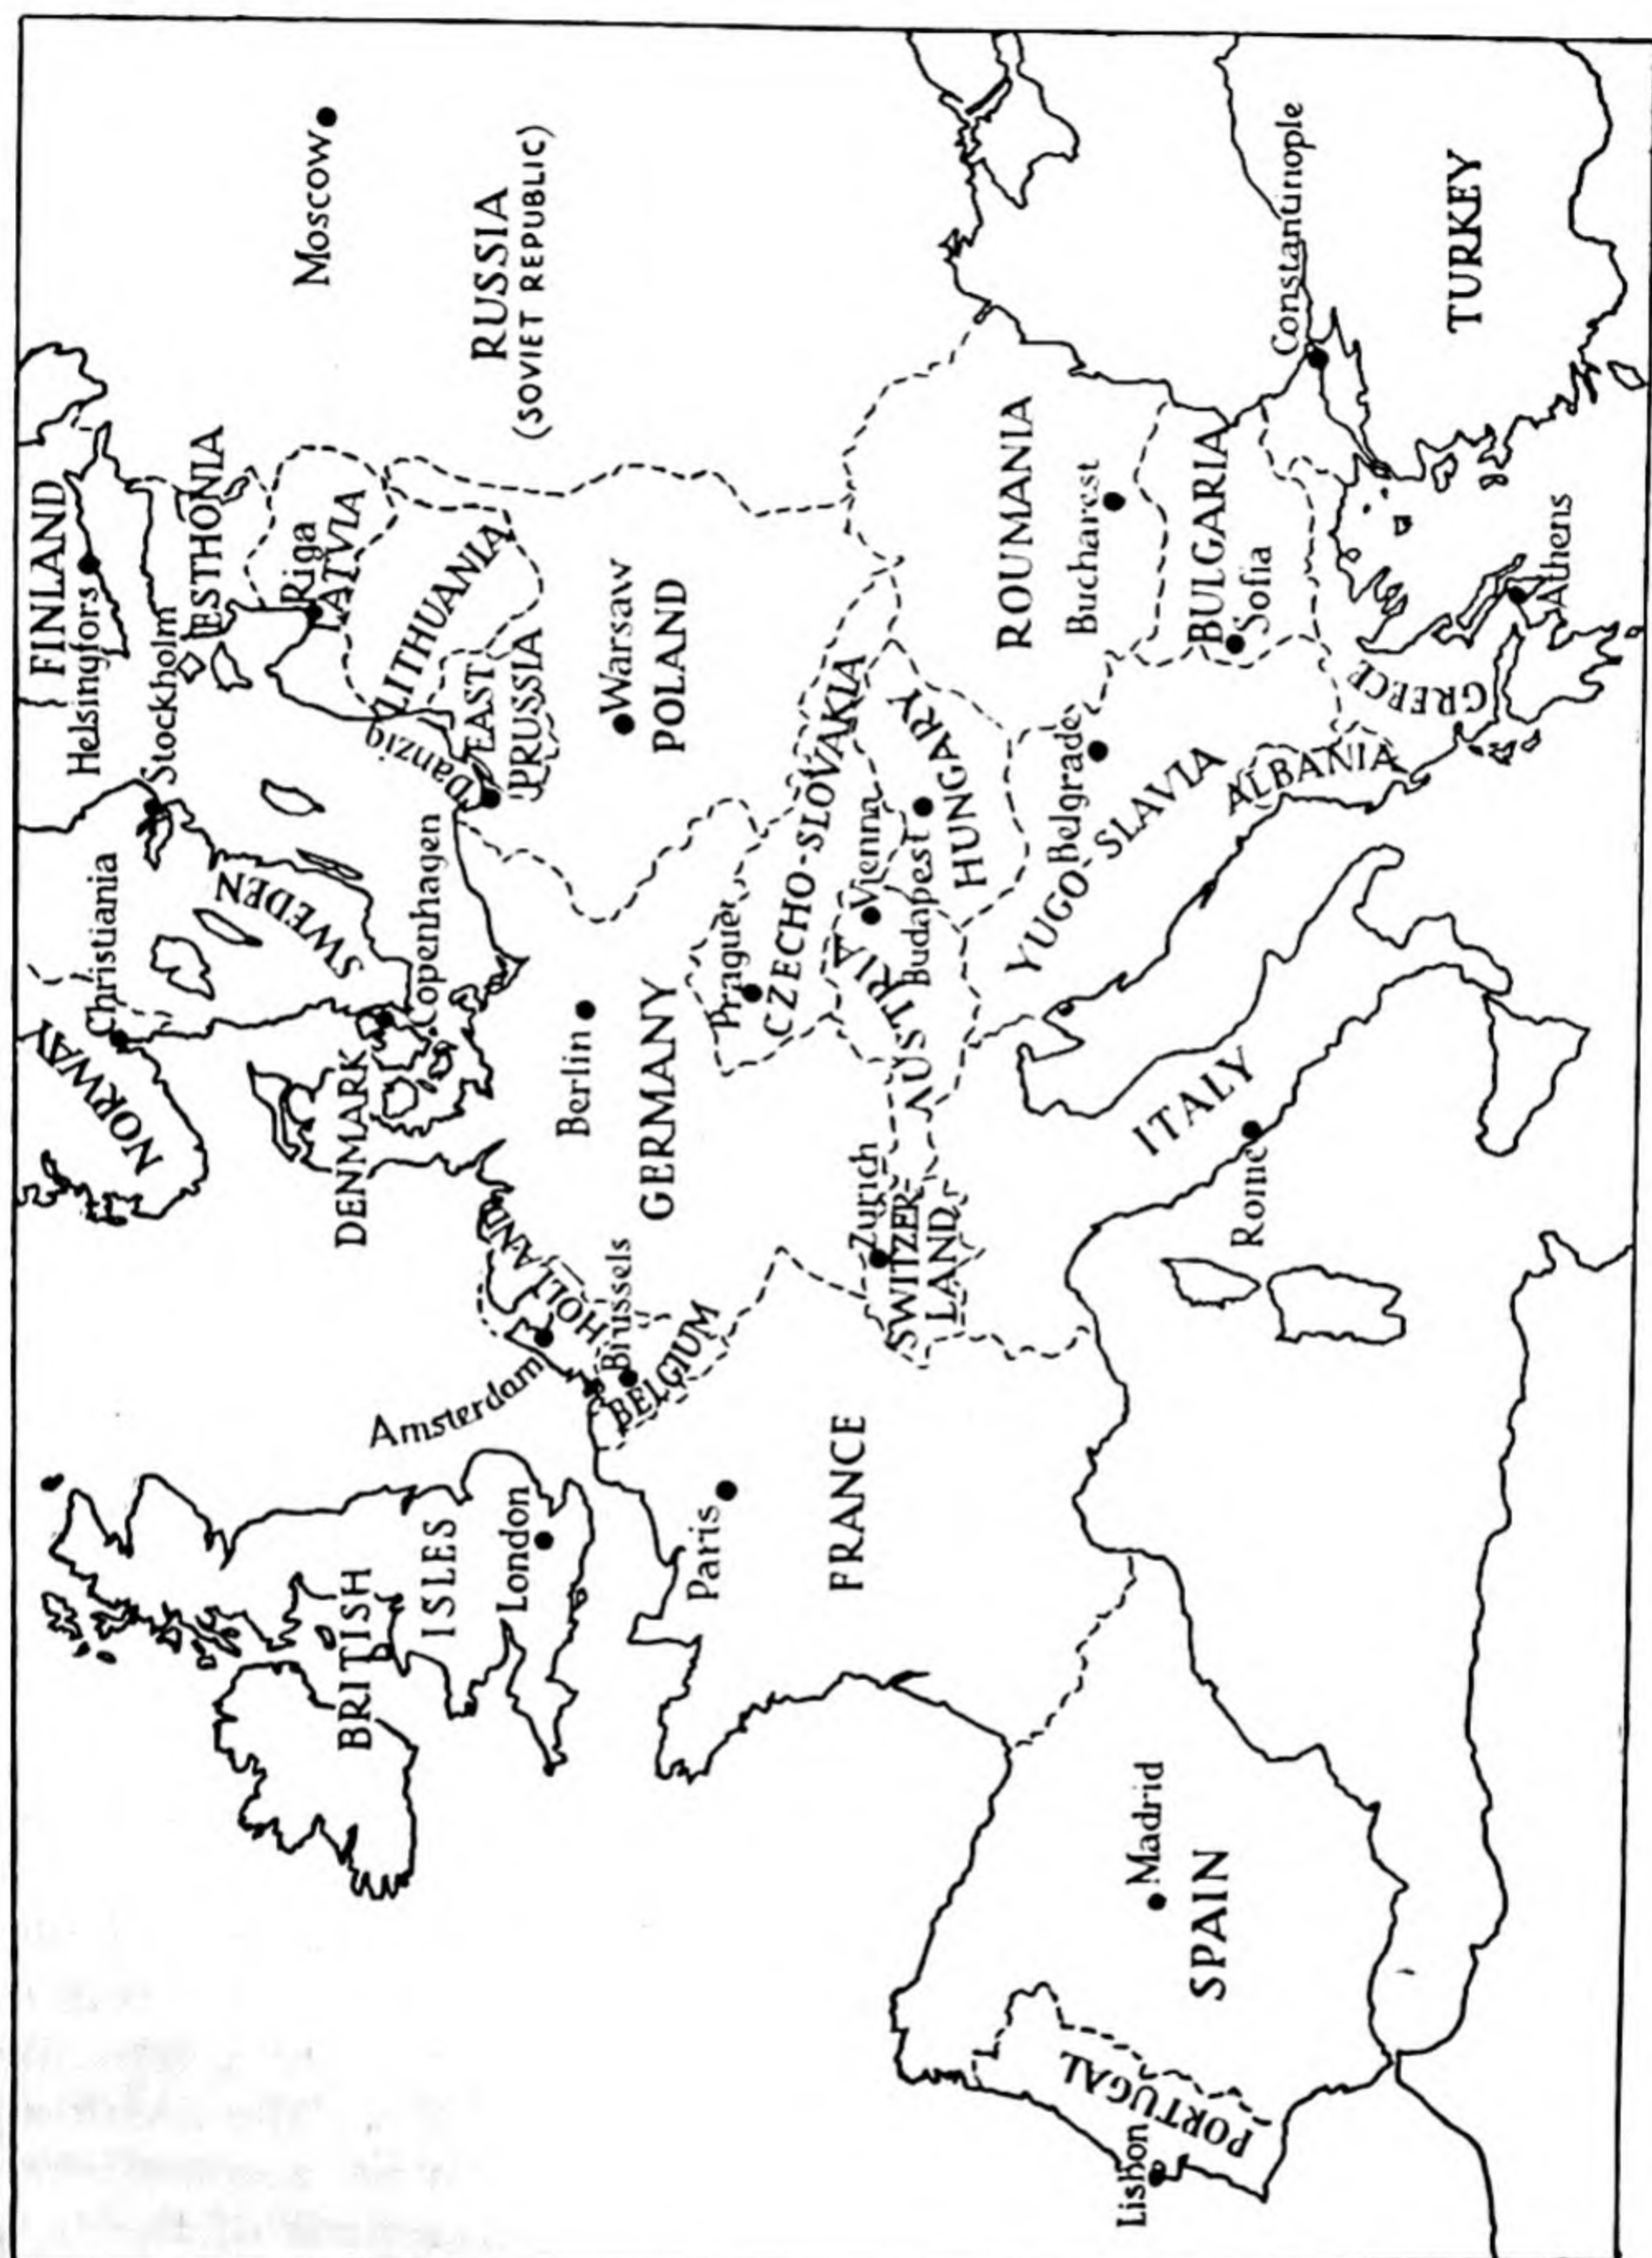 FINLAND
Helsingfors
NORWAY
Christiania
Stockholm
SWEDEN
ESTHONIA
Riga
LATVIA
LITHUANIA
Moscow
RUSSIA
(SOVIET REPUBLIC)
DENMARK
Copenhagen
Danzig
EAST
PRUSSIA
BRITISH
ISLES
London
Amsterdam
HOLLAND
Brussels
BELGIUM
Berlin
GERMANY
Warsaw
POLAND
Paris
FRANCE
Prague
CZECHO-SLOVAKIA
Zurich
SWITZER-
LAND
AUSTRIA
Vienna
Budapest
HUNGARY
ROUMANIA
Bucharest
YUGO-
SLAVIA
Belgrade
BULGARIA
Sofia
ALBANIA
GREECE
Athens
Constantinople
TURKEY
ITALY
Rome
Madrid
SPAIN
PORTUGAL
Lisbon